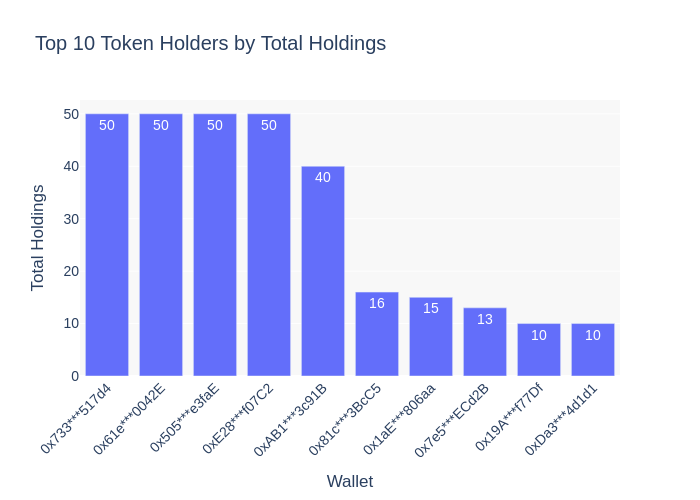 Top 10 Token Holders by Total Holdings
Total Holdings
50
40
30
20
10
0
50 50 50 50 40 16 15 13 10 10
0x733***517d4
0x61e***0042E
0x505***e3faE
0xE28***f07C2
0xAB1***3c91B
0x81c***3BcC5
0x1aE***806aa
0x7e5***ECd2B
0x19A***f77Df
0xDa3***4d1d1
Wallet